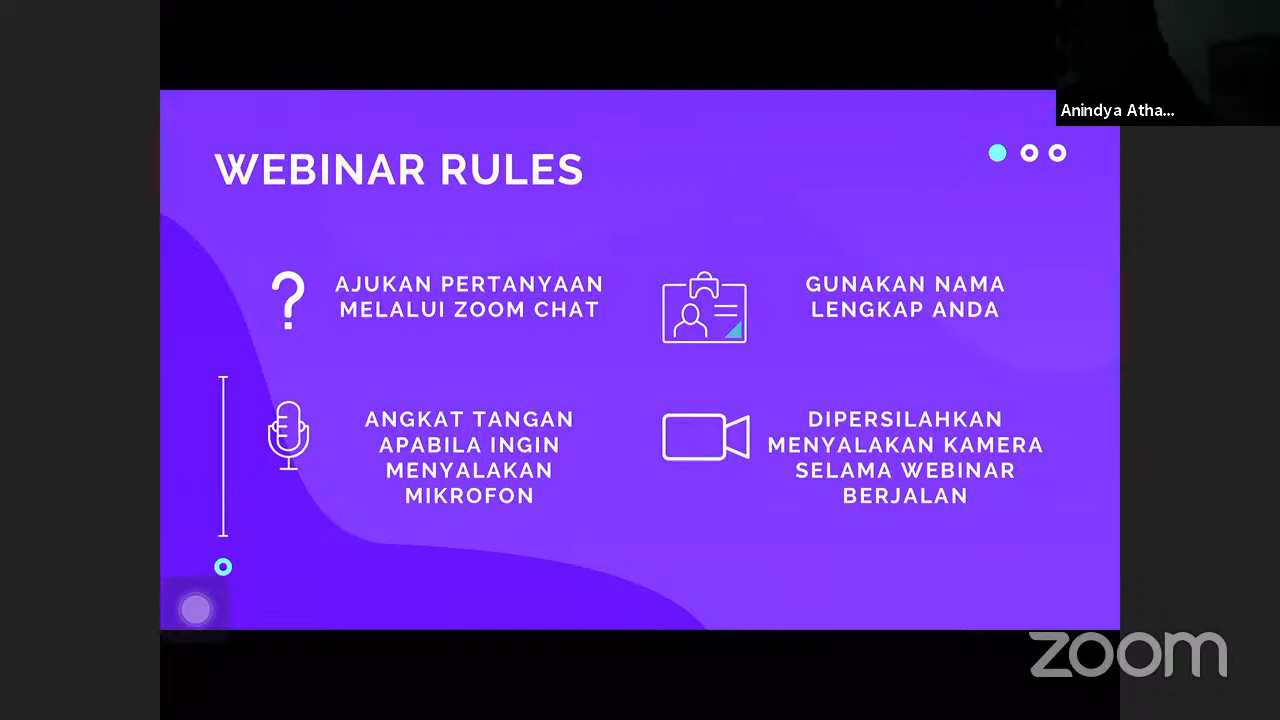 Anindya Atha...
WEBINAR RULES
?
AJUKAN PERTANYAAN
MELALUI ZOOM CHAT
GUNAKAN NAMA
LENGKAP ANDA
ANGKAT TANGAN
APABILA INGIN
MENYALAKAN
MIKROFON
DIPERSILAHKAN
MENYALAKAN KAMERA
SELAMA WEBINAR
BERJALAN
zoom